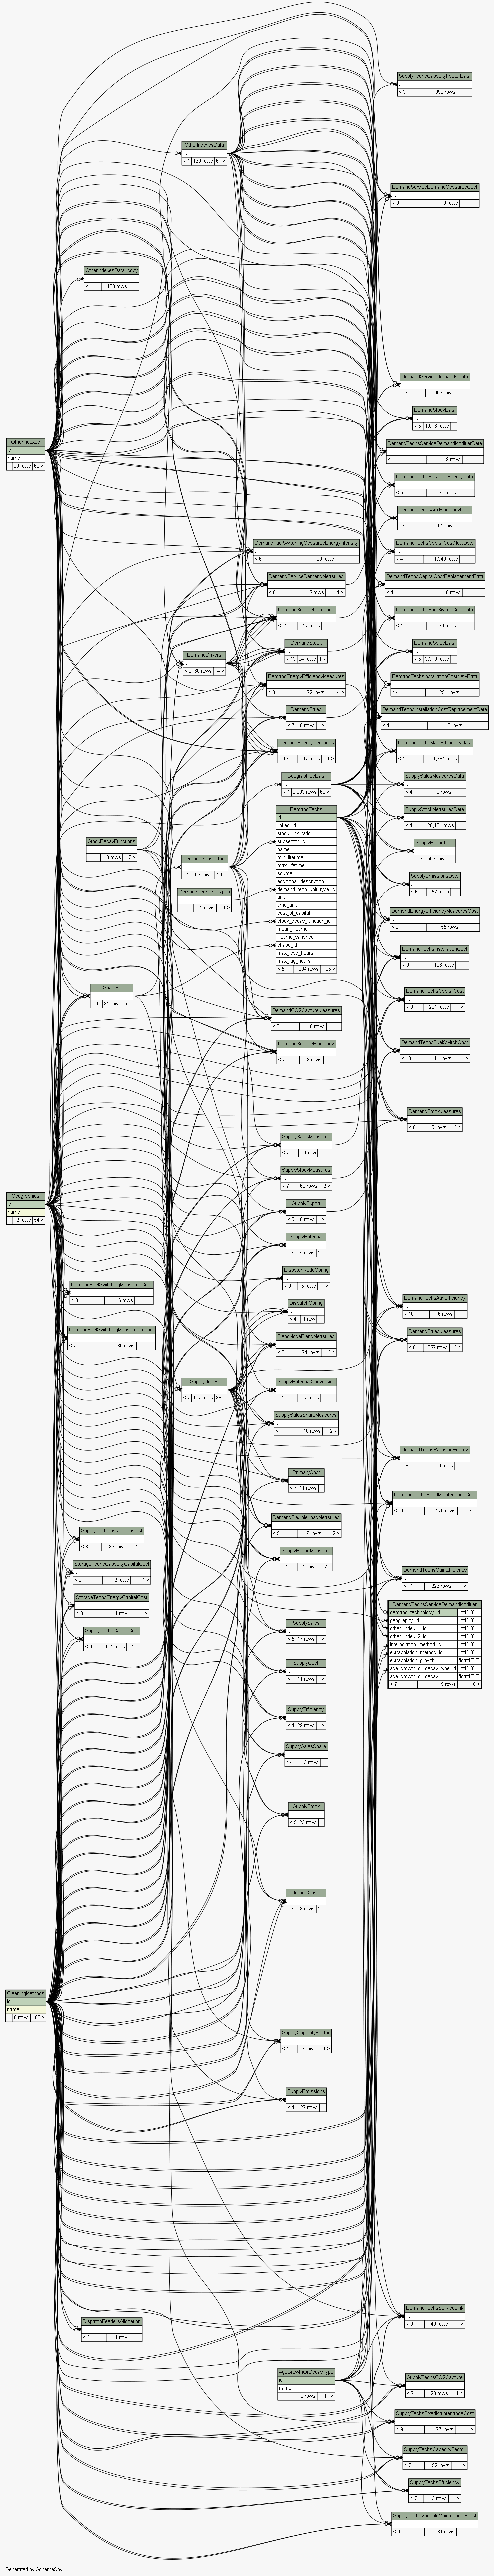 SupplyTechsCapacityFactorData
< 3 392 rows
OtherIndexesData
< 1 163 rows 67 >
DemandServiceDemandMeasuresCost
< 8 0 rows
OtherIndexesData_copy
< 1 163 rows
DemandServiceDemandsData
< 6 693 rows
DemandStockData
< 5 1,876 rows
OtherIndexes
id
name
29 rows 63 >
DemandTechsServiceDemandModifierData
< 4 19 rows
DemandTechsParasiticEnergyData
< 5 21 rows
DemandTechsAuxEfficiencyData
< 4 101 rows
DemandFuelSwitchingMeasuresEnergyIntensity
< 6 30 rows
DemandTechsCapitalCostNewData
< 4 1,349 rows
DemandServiceDemandMeasures
< 8 15 rows 4 >
DemandTechsCapitalCostReplacementData
< 4 0 rows
DemandServiceDemands
< 12 17 rows 1 >
DemandTechsFuelSwitchCostData
< 4 20 rows
DemandStock
< 13 24 rows 1 >
DemandSalesData
< 5 3,319 rows
DemandDrivers
< 8 60 rows 14 >
DemandEnergyEfficiencyMeasures
< 8 72 rows 4 >
DemandTechsInstallationCostNewData
< 4 251 rows
DemandSales
< 7 10 rows 1 >
DemandTechsInstallationCostReplacementData
< 4 0 rows
DemandEnergyDemands
< 12 47 rows 1 >
DemandTechsMainEfficiencyData
< 4 1,784 rows
GeographiesData
< 1 3,293 rows 62 >
SupplySalesMeasuresData
< 4 0 rows
DemandTechs
id
linked_id
stock_link_ratio
subsector_id
name
min_lifetime
max_lifetime
source
additional_description
demand_tech_unit_type_id
unit
time_unit
cost_of_capital
stock_decay_function_id
mean_lifetime
lifetime_variance
shape_id
max_lead_hours
max_lag_hours
< 5 234 rows 25 >
SupplyStockMeasuresData
< 4 20,101 rows
StockDecayFunctions
3 rows 7 >
SupplyExportData
< 3 592 rows
DemandSubsectors
< 2 63 rows 24 >
SupplyEmissionsData
< 6 57 rows
DemandTechUnitTypes
2 rows 1 >
DemandEnergyEfficiencyMeasuresCost
< 8 55 rows
DemandTechsInstallationCost
< 9 126 rows
Shapes
< 10 35 rows 5 >
DemandTechsCapitalCost
< 9 231 rows 1 >
DemandCO2CaptureMeasures
< 8 0 rows
DemandServiceEfficiency
< 7 3 rows
DemandTechsFuelSwitchCost
< 10 11 rows 1 >
DemandStockMeasures
< 6 5 rows 2 >
SupplySalesMeasures
< 7 1 row 1 >
SupplyStockMeasures
< 7 60 rows 2 >
Geographies
id
name
12 rows 64 >
SupplyExport
< 5 10 rows 1 >
SupplyPotential
< 8 14 rows 1 >
DispatchNodeConfig
< 3 5 rows 1 >
DemandFuelSwitchingMeasuresCost
< 8 6 rows
DispatchConfig
< 4 1 row
DemandTechsAuxEfficiency
< 10 8 rows
DemandFuelSwitchingMeasuresImpact
< 7 30 rows
BlendNodeBlendMeasures
< 6 74 rows 2 >
DemandSalesMeasures
< 8 357 rows 2 >
SupplyNodes
< 7 107 rows 38 >
SupplyPotentialConversion
< 5 7 rows 1 >
SupplySalesShareMeasures
< 7 18 rows 2 >
DemandTechsParasiticEnergy
< 8 6 rows
PrimaryCost
< 7 11 rows
DemandTechsFixedMaintenanceCost
< 11 176 rows 2 >
DemandFlexibleLoadMeasures
< 5 9 rows 2 >
SupplyTechsInstallationCost
< 8 33 rows 1 >
SupplyExportMeasures
< 5 5 rows 2 >
StorageTechsCapacityCapitalCost
< 8 2 rows 1 >
DemandTechsMainEfficiency
< 11 226 rows 1 >
StorageTechsEnergyCapitalCost
< 9 1 row 1 >
DemandTechsServiceDemandModifier
demand_technology_id int4[10]
geography_id int4[10]
other_index_1_id int4[10]
other_index_2_id int4[10]
interpolation_method_id int4[10]
extrapolation_method_id int4[10]
extrapolation_growth float4[8,8]
age_growth_or_decay_type_id int4[10]
age_growth_or_decay float4[8,8]
< 7 19 rows 0 >
SupplySales
< 5 17 rows 1 >
SupplyTechsCapitalCost
< 9 104 rows 1 >
SupplyCost
< 7 11 rows 1 >
SupplyEfficiency
< 4 28 rows 1 >
SupplySalesShare
< 4 13 rows
SupplyStock
< 5 23 rows
ImportCost
< 6 13 rows 1 >
CleaningMethods
id
name
8 rows 108 >
SupplyCapacityFactor
< 4 2 rows 1 >
SupplyEmissions
< 4 27 rows
DemandTechsServiceLink
< 9 40 rows 1 >
DispatchFeedersAllocation
< 2 1 row
AgeGrowthOrDecayType
id
name
2 rows 11 >
SupplyTechsCO2Capture
< 7 28 rows 1 >
SupplyTechsFixedMaintenanceCost
< 9 77 rows 1 >
SupplyTechsCapacityFactor
< 7 52 rows 1 >
SupplyTechsEfficiency
< 7 113 rows 1 >
SupplyTechsVariableMaintenanceCost
< 9 81 rows 1 >
Generated by SchemaSpy